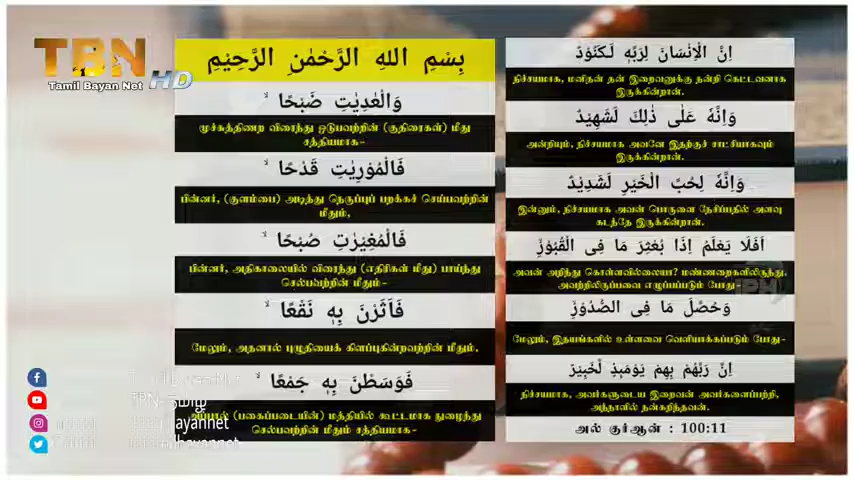 TBN HD
Tamil Bayan Net
بِسْمِ اللهِ الرَّحْمٰنِ الرَّحِيْمِ
وَالْعٰدِيٰتِ ضَبْحًا ۙ
மூச்சுத்திணற விரைந்து ஓடுபவற்றின் (குதிரைகள்) மீது
சத்தியமாக-
فَالْمُوْرِيٰتِ قَدْحًا ۙ
பின்னர், (குளம்பை) அடித்து நெருப்புப் பறக்கச் செய்பவற்றின்
மீதும்,
فَالْمُغِيْرٰتِ صُبْحًا ۙ
பின்னர், அதிகாலையில் விரைந்து (எதிரிகள் மீது) பாய்ந்து
செல்பவற்றின் மீதும்-
فَاَثَرْنَ بِهٖ نَقْعًا ۙ
மேலும், அதனால் புழுதியைக் கிளப்புகின்றவற்றின் மீதும்,
فَوَسَطْنَ بِهٖ جَمْعًا ۙ
அப்பால் (பகைப்படையின்) மத்தியில் கூட்டமாக நுழைந்து
செல்பவற்றின் மீதும் சத்தியமாக-
اِنَّ الْاِنْسَانَ لِرَبِّهٖ لَـكَنُوْدٌ
நிச்சயமாக, மனிதன் தன் இறைவனுக்கு நன்றி கெட்டவனாக
இருக்கின்றான்.
وَاِنَّهٗ عَلٰى ذٰلِكَ لَشَهِيْدٌ
அன்றியும், நிச்சயமாக அவனே இதற்குச் சாட்சியாகவும்
இருக்கின்றான்.
وَاِنَّهٗ لِحُبِّ الْخَيْرِ لَشَدِيْدٌ
இன்னும், நிச்சயமாக அவன் பொருளை நேசிப்பதில் அளவு
கடந்தே இருக்கின்றான்.
اَفَلَا يَعْلَمُ اِذَا بُعْثِرَ مَا فِى الْقُبُوْرِ
அவன் அறிந்து கொள்ளவில்லையா? மண்ணறைகளிலிருந்து,
அவற்றிலிருப்பவை எழுப்பப்படும் போது-
وَحُصِّلَ مَا فِى الصُّدُوْرِ
மேலும், இதயங்களில் உள்ளவை வெளியாக்கப்படும் போது-
اِنَّ رَبَّهُمْ بِهِمْ يَوْمَٮِٕذٍ لَّخَبِيْرٌ
நிச்சயமாக, அவர்களுடைய இறைவன் அவர்களைப்பற்றி,
அந்நாளில் நன்கறிந்தவன்.
அல் குர்ஆன் : 100:11